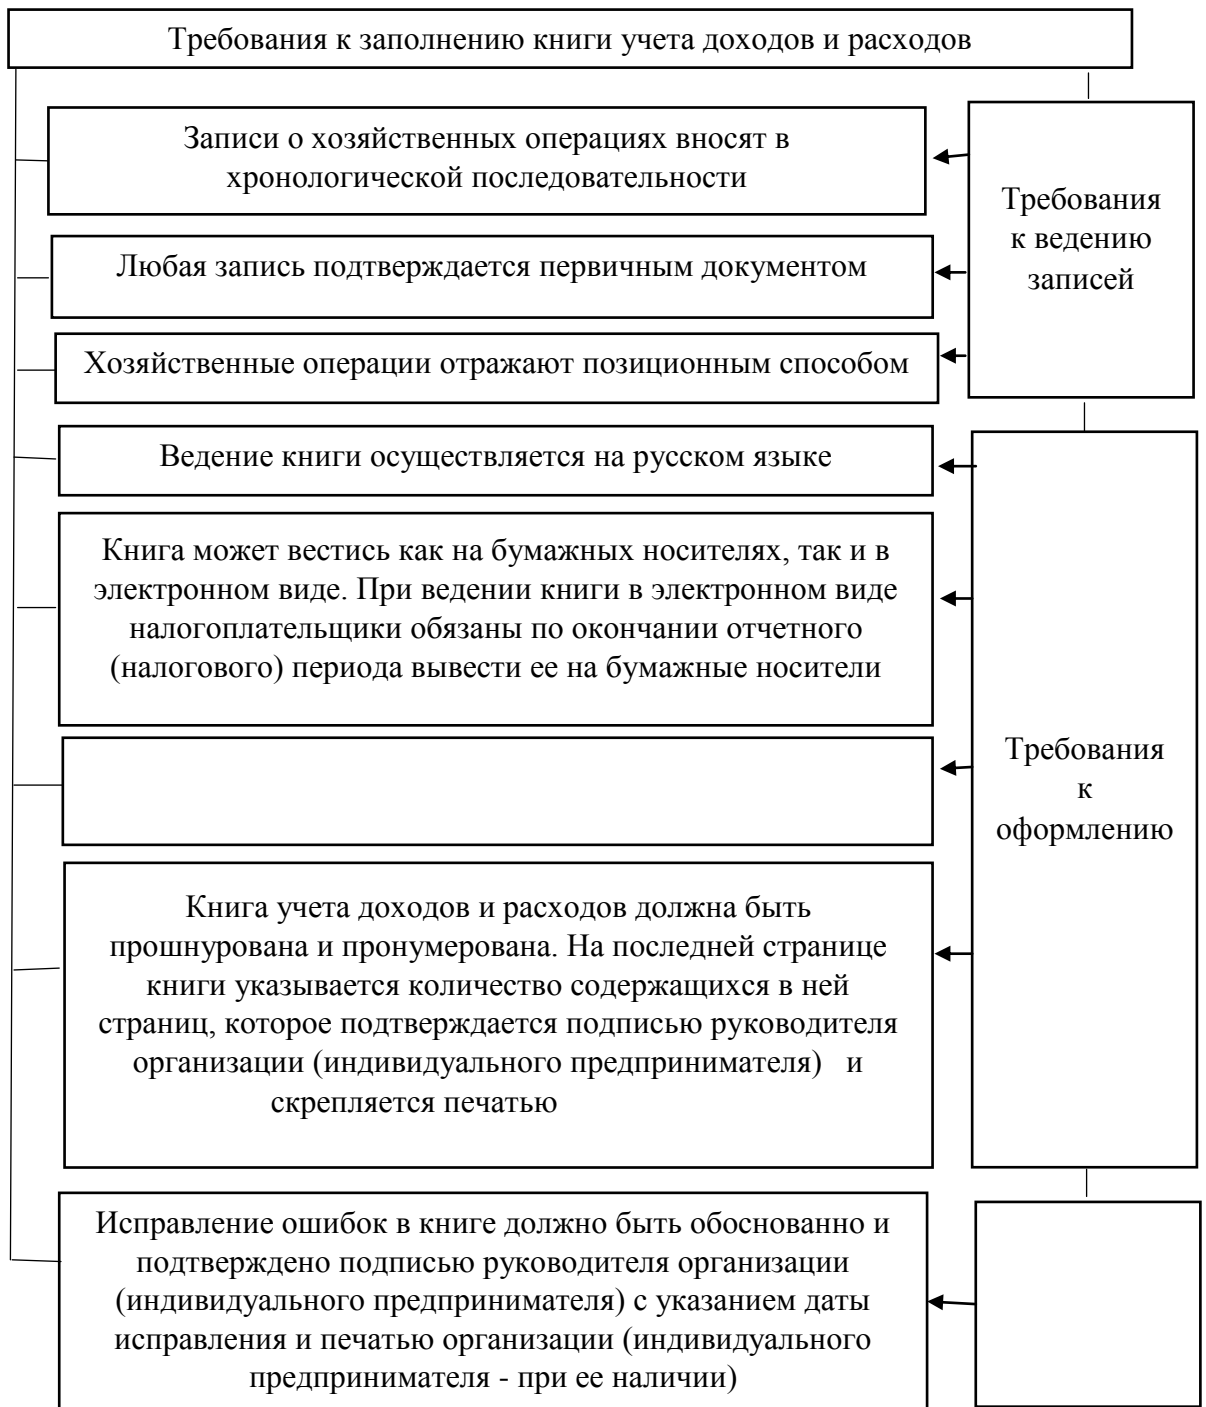 Требования к заполнению книги учета доходов и расходов
Записи о хозяйственных операциях вносят в
хронологической последовательности
Требования
к ведению
записей
Любая запись подтверждается первичным документом
Хозяйственные операции отражают позиционным способом
Ведение книги осуществляется на русском языке
Книга может вестись как на бумажных носителях, так и в
электронном виде. При ведении книги в электронном виде
налогоплательщики обязаны по окончании отчетного
(налогового) периода вывести ее на бумажные носители
Требования
к
оформлению
Книга учета доходов и расходов должна быть
прошнурована и пронумерована. На последней странице
книги указывается количество содержащихся в ней
страниц, которое подтверждается подписью руководителя
организации (индивидуального предпринимателя) и
скрепляется печатью
Исправление ошибок в книге должно быть обоснованно и
подтверждено подписью руководителя организации
(индивидуального предпринимателя) с указанием даты
исправления и печатью организации (индивидуального
предпринимателя - при ее наличии)